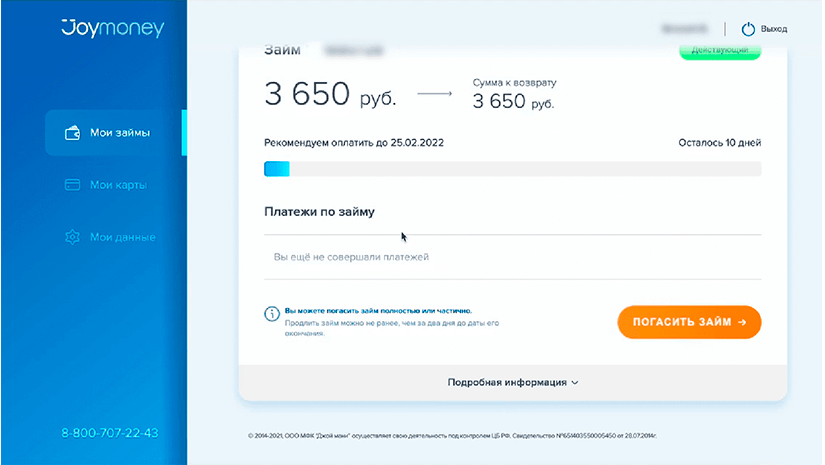 Joymoney
Выход
Займ
Действующий
3 650 руб.
Сумма к возврату
3 650 руб.
Рекомендуем оплатить до 25.02.2022
Осталось 10 дней
Мои займы
Мои карты
Мои данные
Платежи по займу
Вы ещё не совершали платежей
Вы можете погасить займ полностью или частично.
Продлить займ можно не ранее, чем за два дня до даты его
окончания.
ПОГАСИТЬ ЗАЙМ →
Подробная информация
8-800-707-22-43
© 2014-2021, ООО МФК "Джой мани" осуществляет свою деятельность под контролем ЦБ РФ. Свидетельство №651403550005450 от 28.07.2014г.